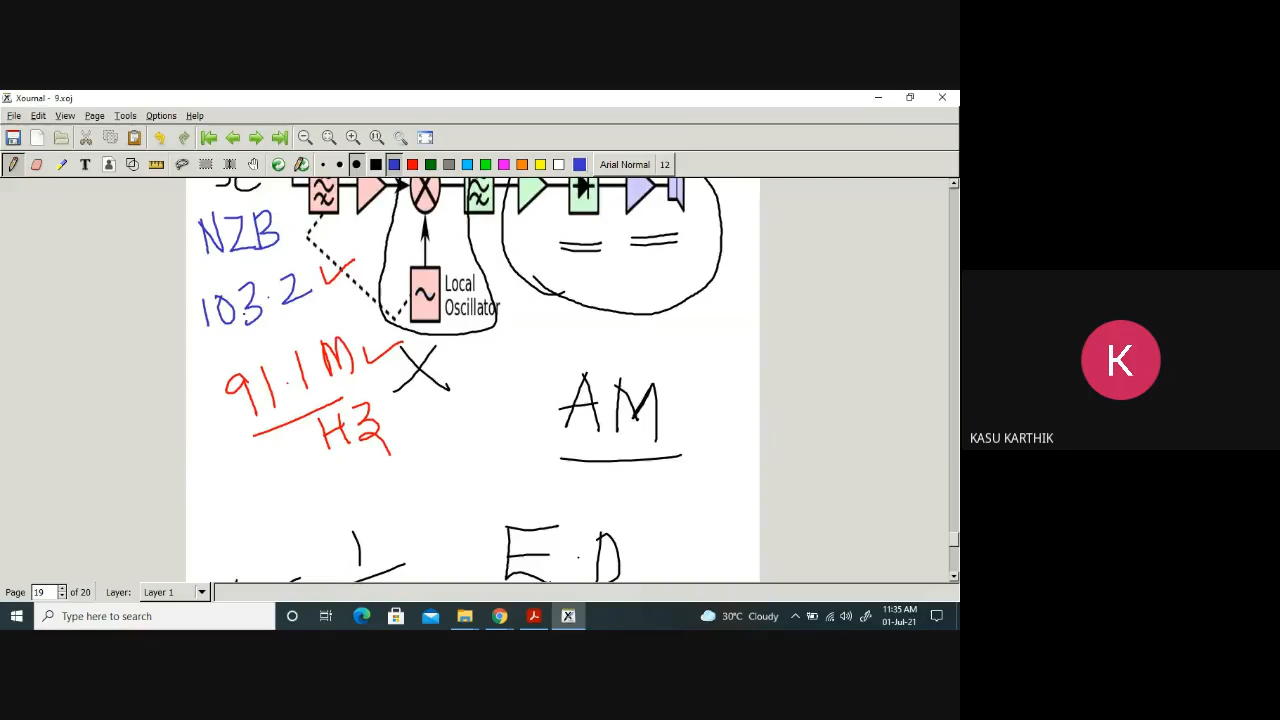 Xournal - 9.xoj
File Edit View Page Tools Options Help
Arial Normal 12
NZB
103.2
Local
Oscillator
91.1 M
Hz
X
AM
E.D
1
Page 19 of 20 Layer: Layer 1
Type here to search
30°C Cloudy
11:35 AM
01-Jul-21
K
KASU KARTHIK